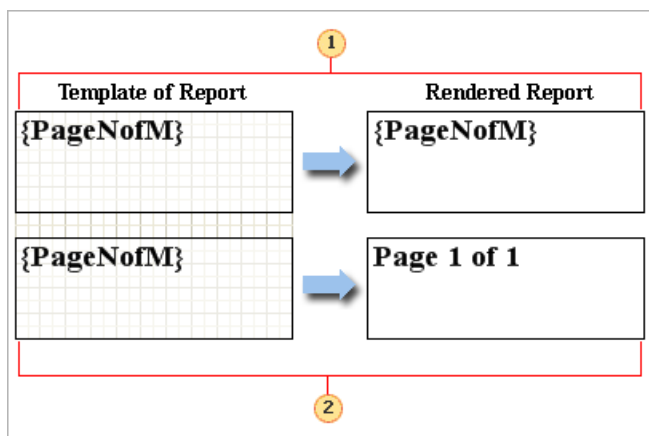 1
Template of Report Rendered Report
{PageNofM} {PageNofM}
{PageNofM} Page 1 of 1
2